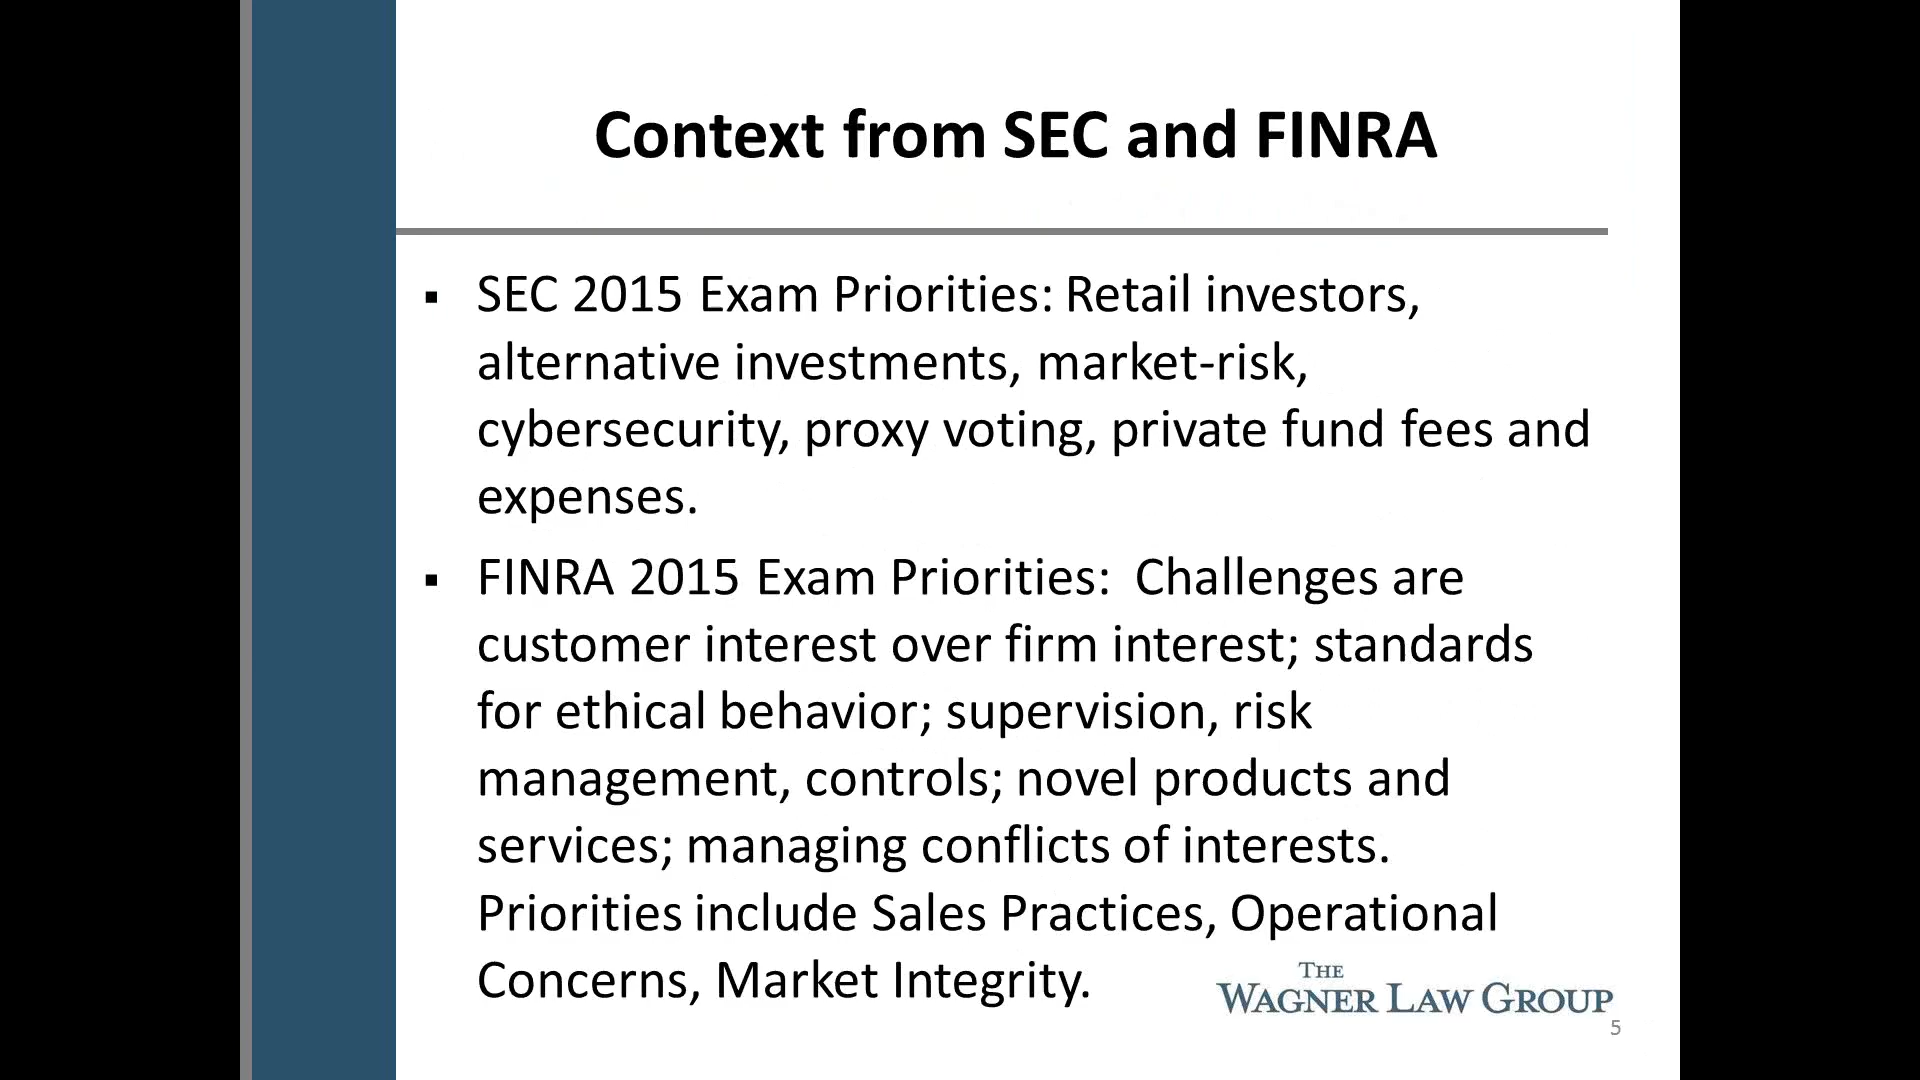 Context from SEC and FINRA
▪ SEC 2015 Exam Priorities: Retail investors,
alternative investments, market-risk,
cybersecurity, proxy voting, private fund fees and
expenses.
▪ FINRA 2015 Exam Priorities:  Challenges are
customer interest over firm interest; standards
for ethical behavior; supervision, risk
management, controls; novel products and
services; managing conflicts of interests.
Priorities include Sales Practices, Operational
Concerns, Market Integrity.
THE
WAGNER LAW GROUP
5